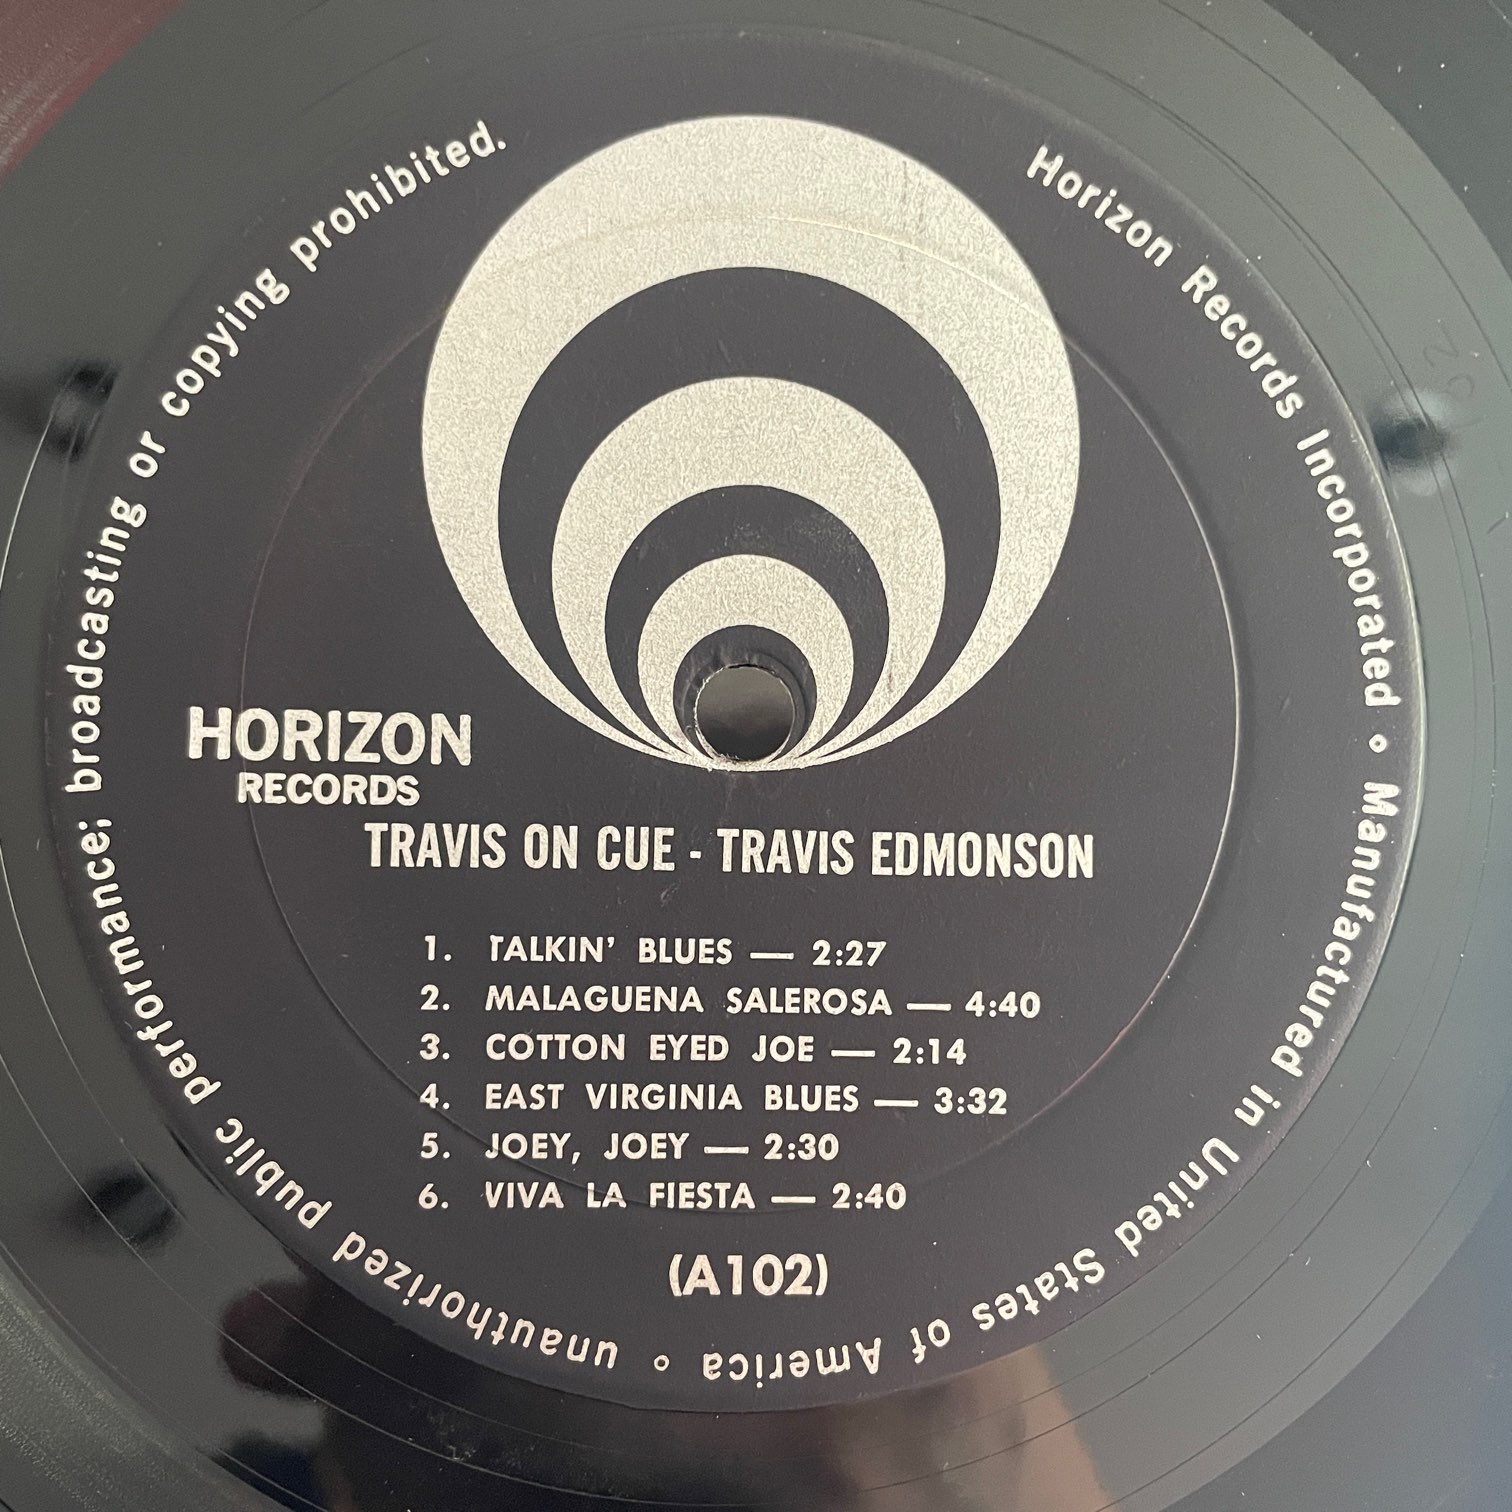 Horizon Records Incorporated ∘ Manufactured in United States of America ∘ unauthorized public performance; broadcasting or copying prohibited.
HORIZON
RECORDS
TRAVIS ON CUE - TRAVIS EDMONSON
1. TALKIN' BLUES — 2:27
2. MALAGUENA SALEROSA — 4:40
3. COTTON EYED JOE — 2:14
4. EAST VIRGINIA BLUES — 3:32
5. JOEY, JOEY — 2:30
6. VIVA LA FIESTA — 2:40
(A102)